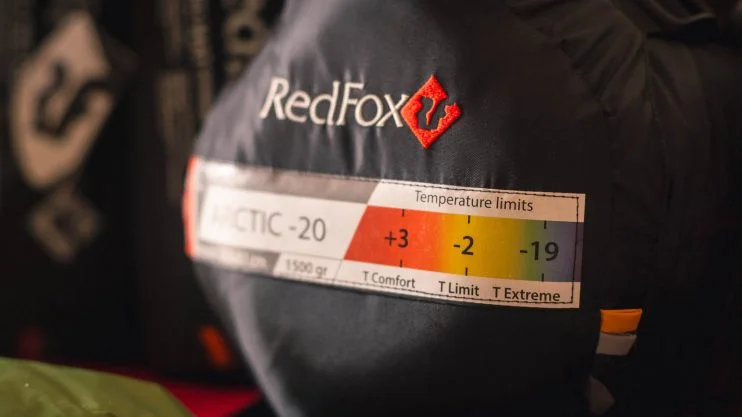 RedFox
Temperature limits
ARCTIC -20
+3
-2
-19
1500 gr
T Comfort
T Limit
T Extreme